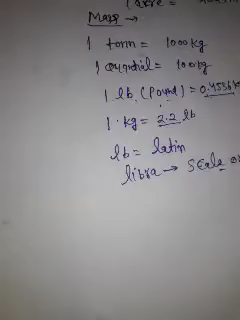 Mass →
1 tonn = 1000 kg
1 Quandial = 100 kg
1 lb (Pound) = 0.4536 k
1 kg = 2.2 lb
lb = latin
libra → Scale